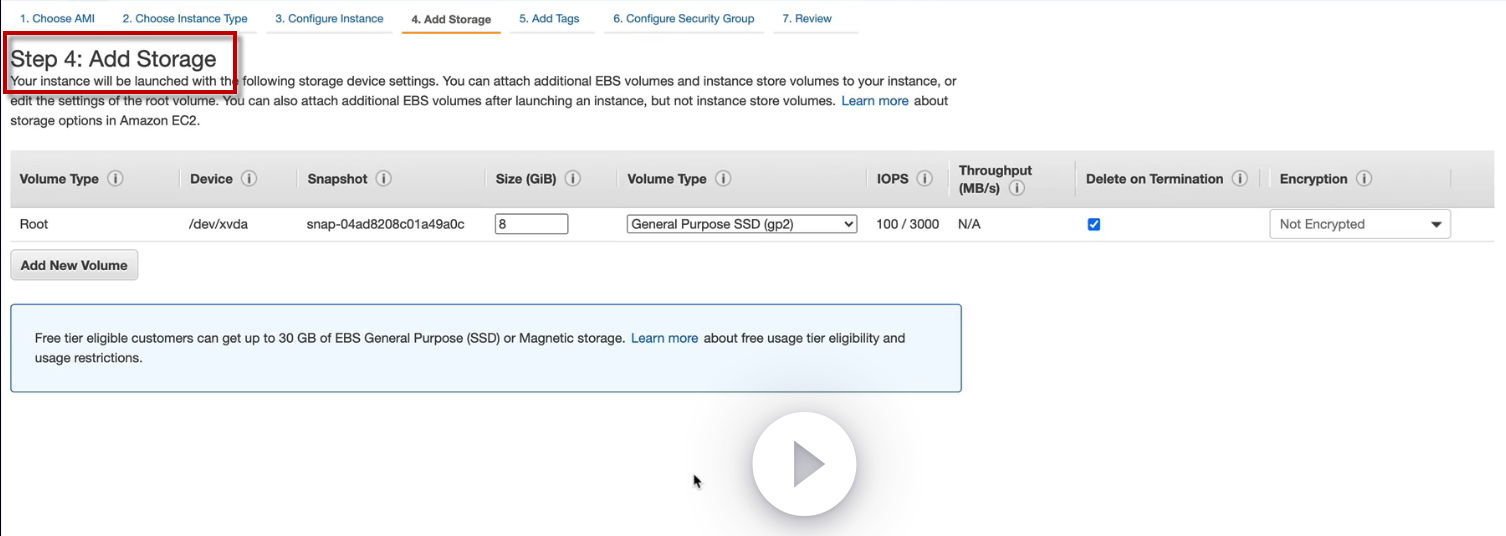 1. Choose AMI 2. Choose Instance Type 3. Configure Instance 4. Add Storage 5. Add Tags 6. Configure Security Group 7. Review
Step 4: Add Storage
Your instance will be launched with the following storage device settings. You can attach additional EBS volumes and instance store volumes to your instance, or
edit the settings of the root volume. You can also attach additional EBS volumes after launching an instance, but not instance store volumes. Learn more about
storage options in Amazon EC2.
Volume Type Device Snapshot Size (GiB) Volume Type IOPS Throughput (MB/s) Delete on Termination Encryption
Root /dev/xvda snap-04ad8208c01a49a0c 8 General Purpose SSD (gp2) 100 / 3000 N/A Not Encrypted
Add New Volume
Free tier eligible customers can get up to 30 GB of EBS General Purpose (SSD) or Magnetic storage. Learn more about free usage tier eligibility and
usage restrictions.